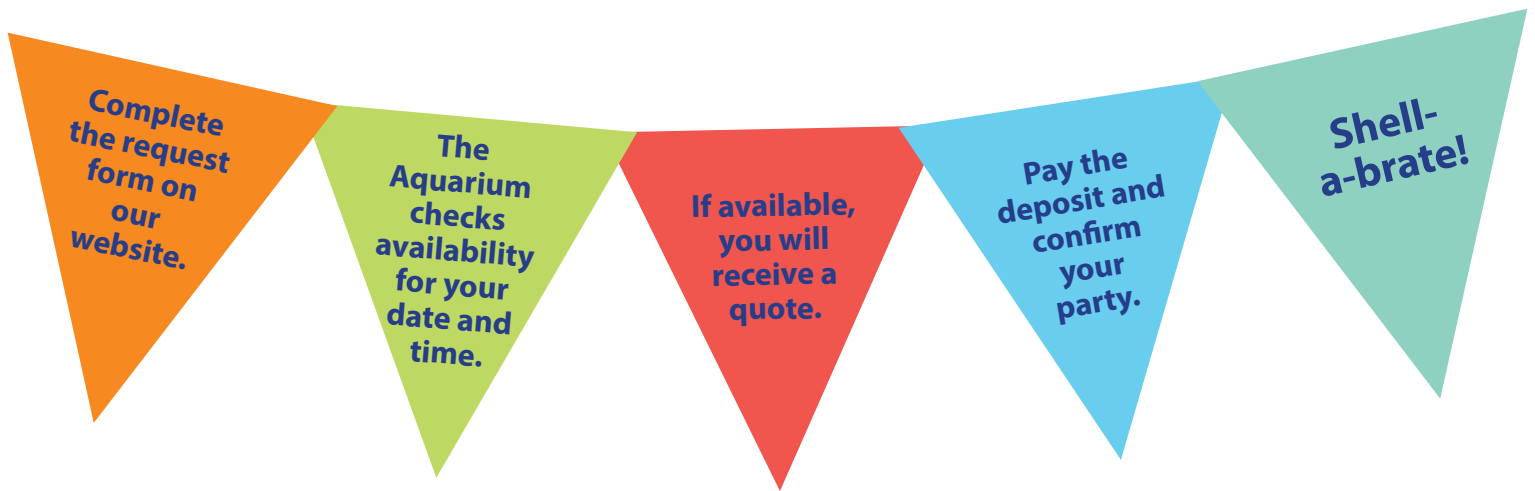 Complete
the request
form on
our
website.
The
Aquarium
checks
availability
for your
date and
time.
If available,
you will
receive a
quote.
Pay the
deposit and
confirm
your
party.
Shell-
a-brate!